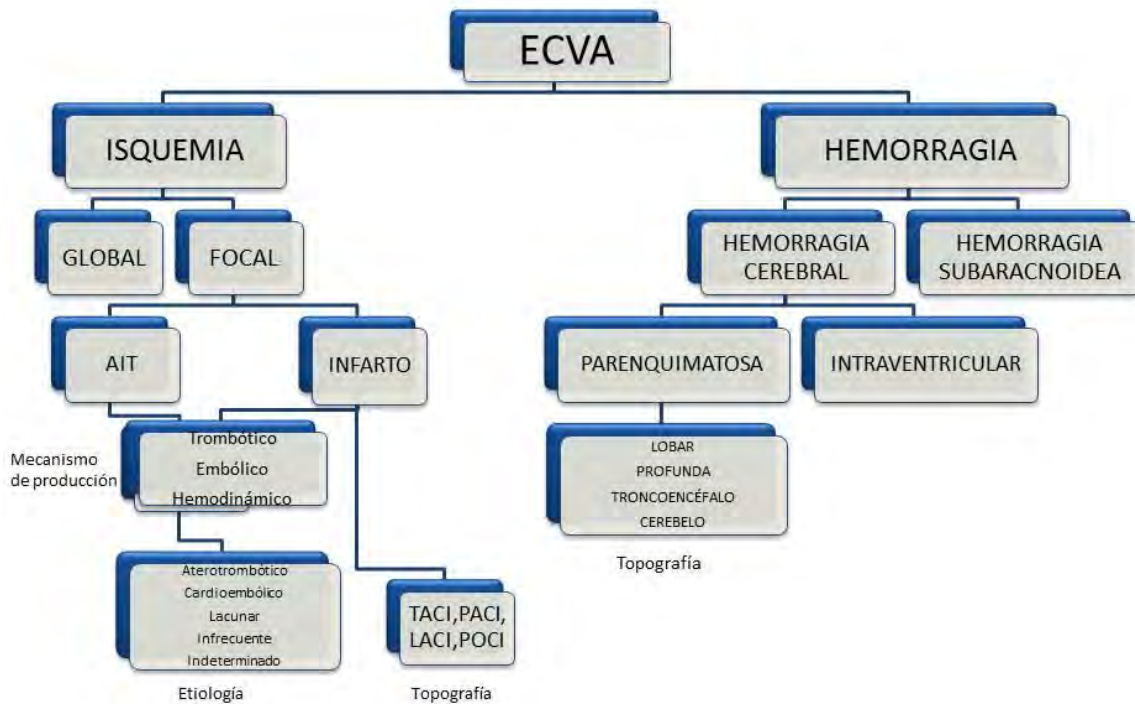 ECVA
ISQUEMIA
HEMORRAGIA
GLOBAL
FOCAL
HEMORRAGIA
CEREBRAL
HEMORRAGIA
SUBARACNOIDEA
AIT
INFARTO
PARENQUIMATOSA
INTRAVENTRICULAR
Mecanismo
de producción
Trombótico
Embólico
Hemodinámico
LOBAR
PROFUNDA
TRONCOENCÉFALO
CEREBELO
Topografía
Aterotrombótico
Cardioembólico
Lacunar
Infrecuente
Indeterminado
Etiología
TACI,PACI,
LACI,POCI
Topografía